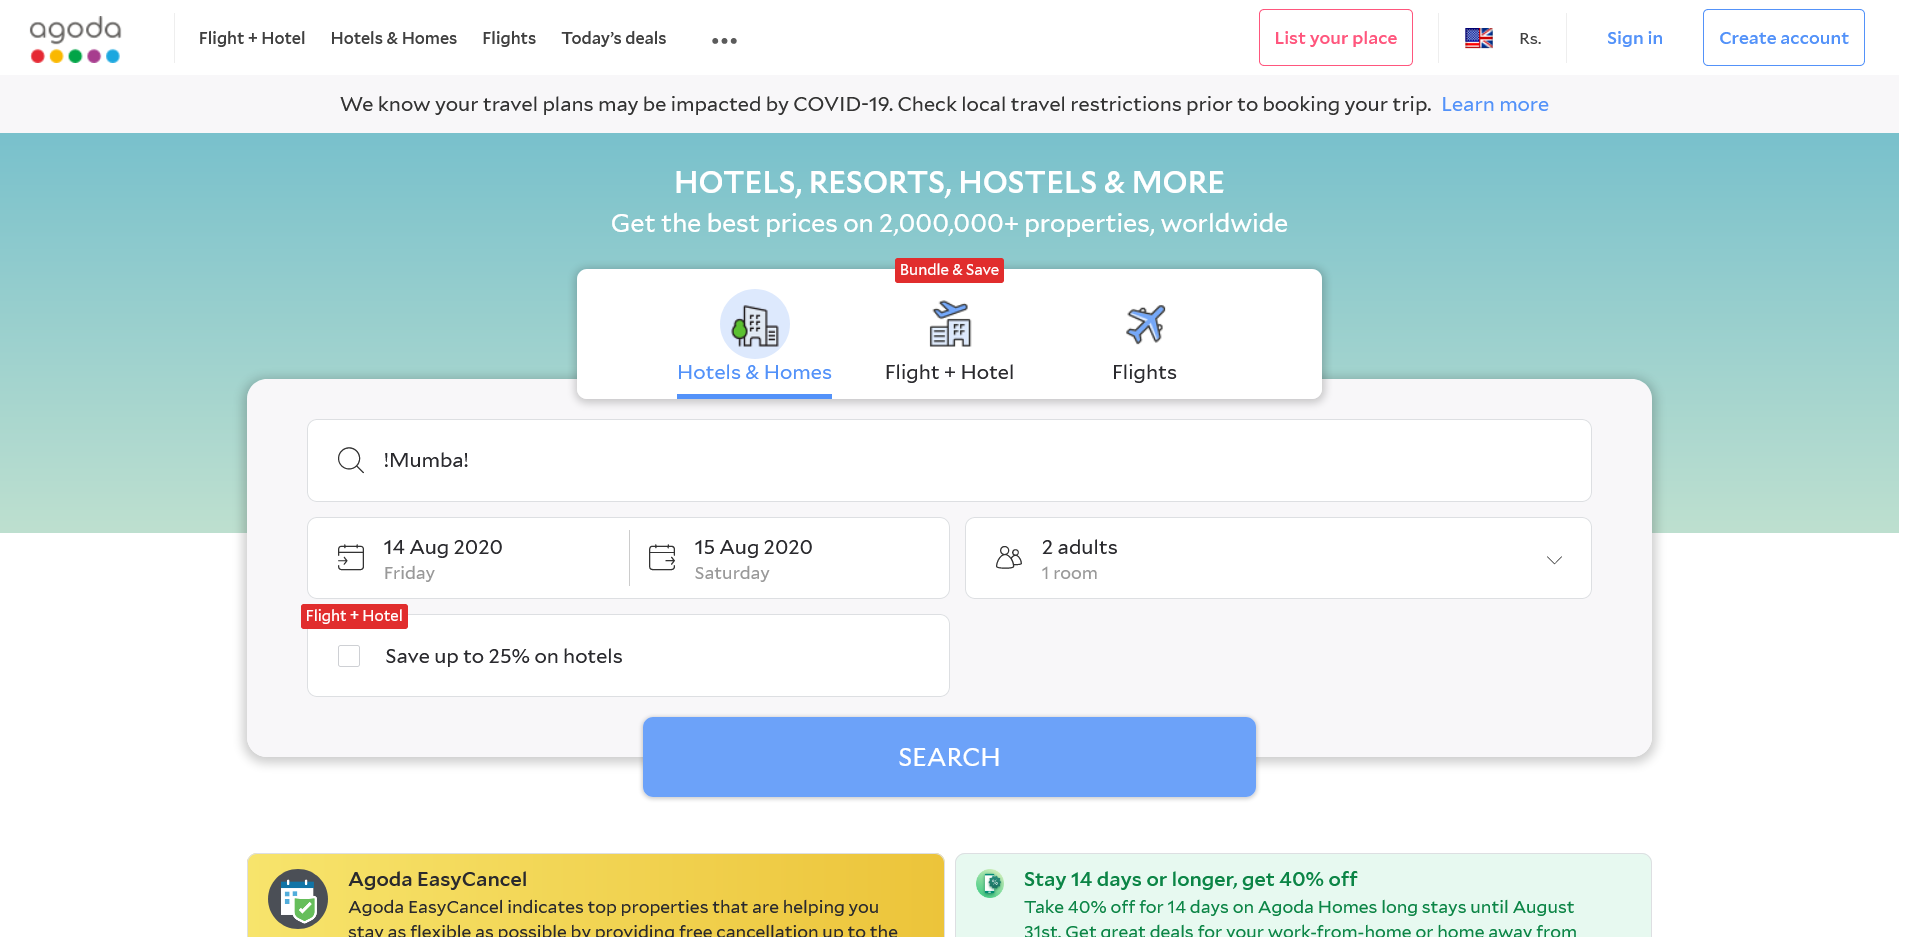 agoda
Flight + Hotel
Hotels & Homes
Flights
Today's deals
List your place
Rs.
Sign in
Create account
We know your travel plans may be impacted by COVID-19. Check local travel restrictions prior to booking your trip. Learn more
HOTELS, RESORTS, HOSTELS & MORE
Get the best prices on 2,000,000+ properties, worldwide
Bundle & Save
Hotels & Homes
Flight + Hotel
Flights
!Mumba!
14 Aug 2020
Friday
15 Aug 2020
Saturday
2 adults
1 room
Flight + Hotel
Save up to 25% on hotels
SEARCH
Agoda EasyCancel
Agoda EasyCancel indicates top properties that are helping you
stay as flexible as possible by providing free cancellation up to the
Stay 14 days or longer, get 40% off
Take 40% off for 14 days on Agoda Homes long stays until August
31st. Get great deals for your work-from-home or home away from